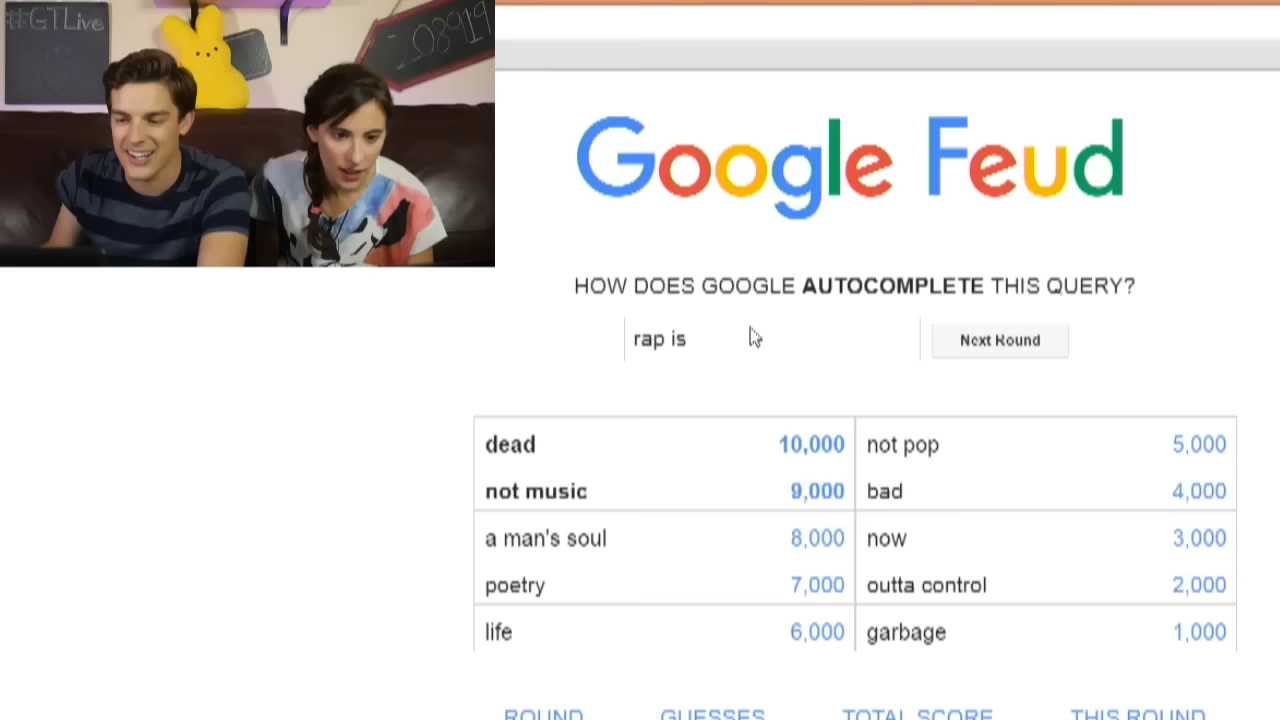 #GTLive
208919
Google Feud
HOW DOES GOOGLE AUTOCOMPLETE THIS QUERY?
rap is
Next Round
dead 10,000
not music 9,000
a man's soul 8,000
poetry 7,000
life 6,000
not pop 5,000
bad 4,000
now 3,000
outta control 2,000
garbage 1,000
ROUND GUESSES TOTAL SCORE THIS ROUND